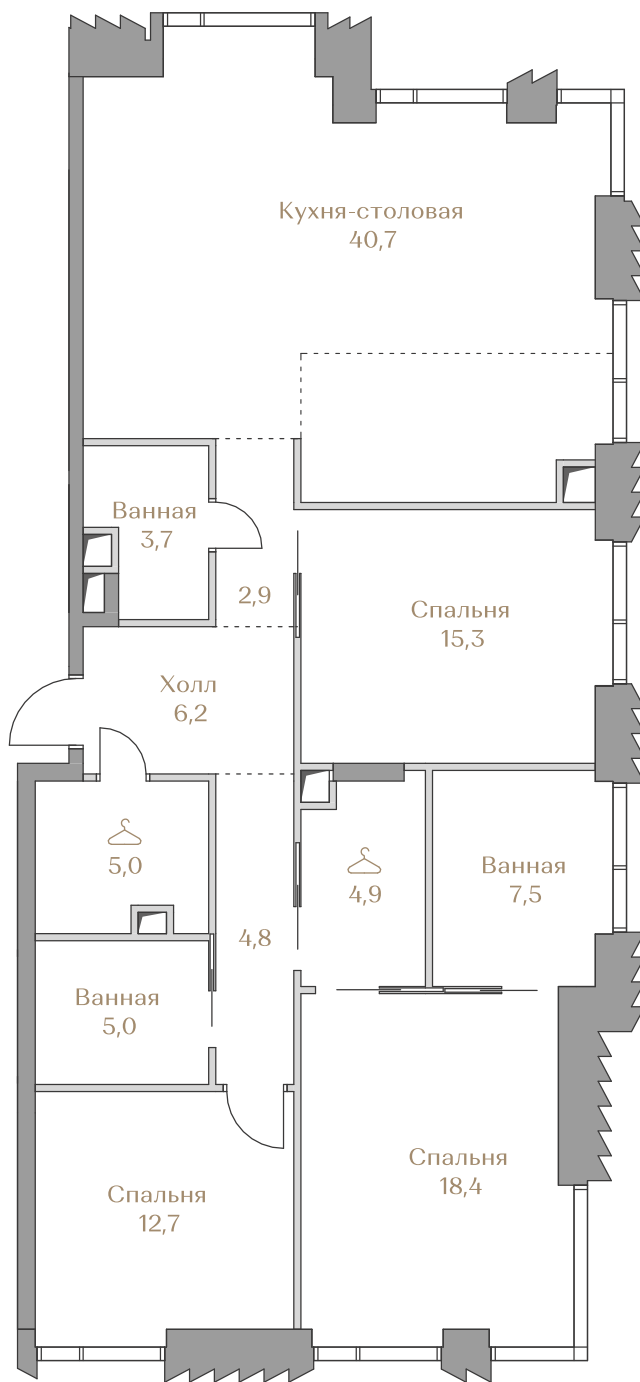 Кухня-столовая
40,7
Ванная
3,7
2,9
Спальня
15,3
Холл
6,2
5,0
4,9
Ванная
7,5
4,8
Ванная
5,0
Спальня
18,4
Спальня
12,7